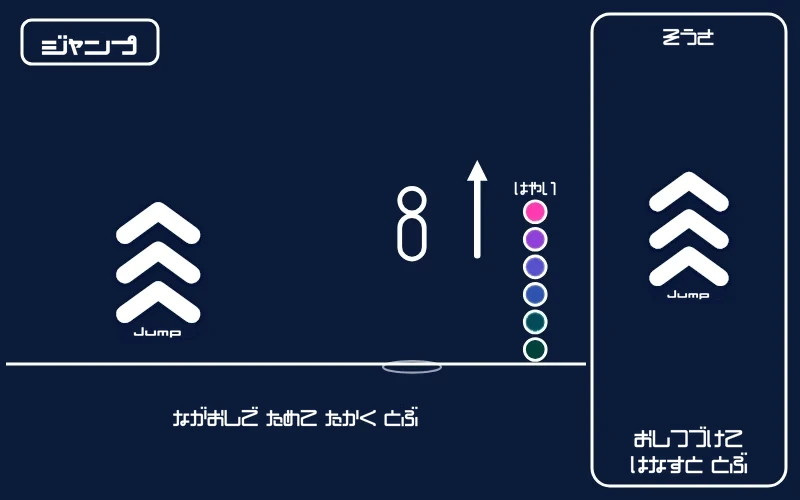 ジャンプ
そうさ
はやい
Jump
Jump
ながおしで ためて たかく とぶ
おしつづけて
はなすと とぶ